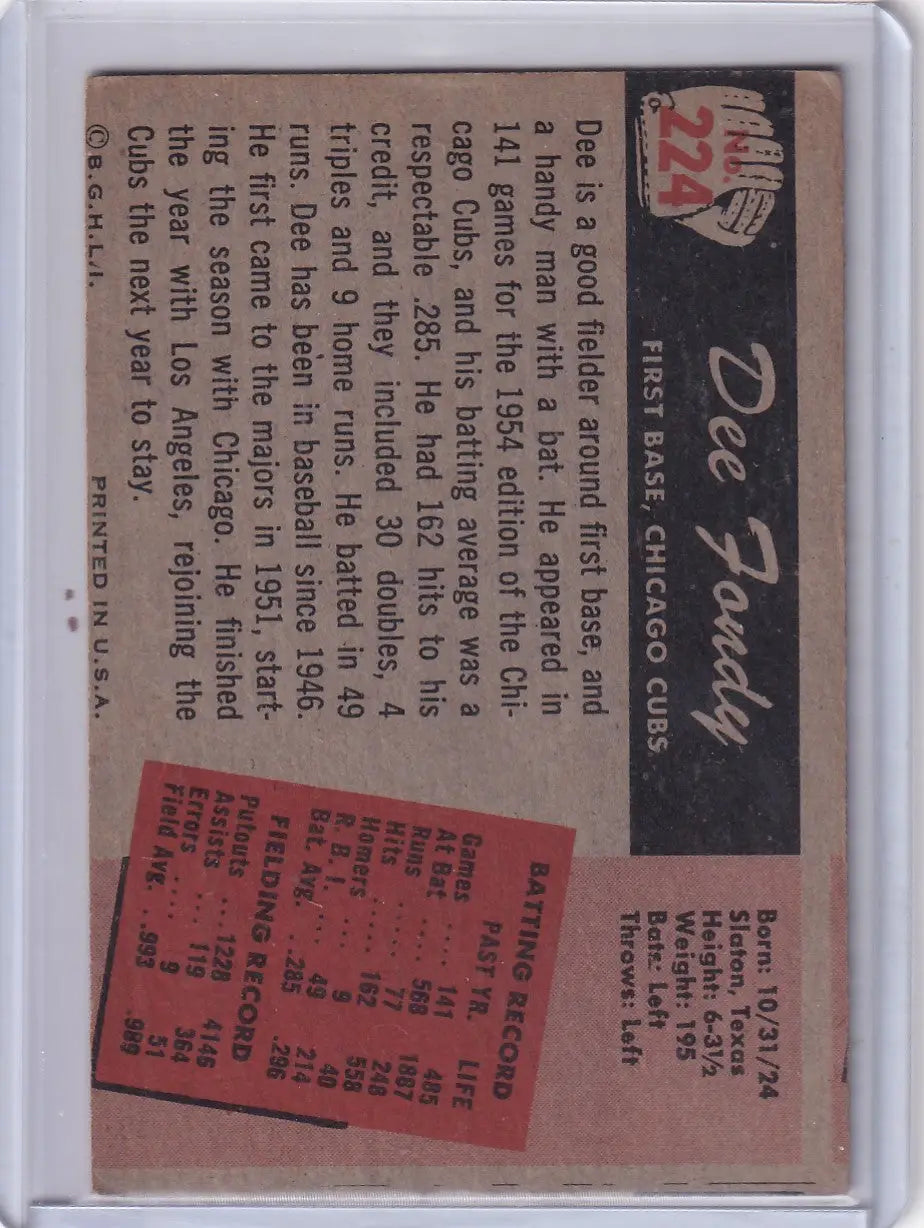 No.
224
Dee Fondy
FIRST BASE, CHICAGO CUBS
Born: 10/31/24
Slaton, Texas
Height: 6-3½
Weight: 195
Bats: Left
Throws: Left
Dee is a good fielder around first base, and
a handy man with a bat. He appeared in
141 games for the 1954 edition of the Chi-
cago Cubs, and his batting average was a
respectable .285. He had 162 hits to his
credit, and they included 30 doubles, 4
triples and 9 home runs. He batted in 49
runs. Dee has been in baseball since 1946.
He first came to the majors in 1951, start-
ing the season with Chicago. He finished
the year with Los Angeles, rejoining the
Cubs the next year to stay.
BATTING RECORD
PAST YR. LIFE
Games 141 485
At Bat .... 568 1887
Runs .... 77 248
Hits ..... 162 558
Homers .... 9 40
R. B. I. ... 49 214
Bat. Avg. .. .285 .296
FIELDING RECORD
Putouts ... 1228 4146
Assists ... 119 364
Errors .... 9 51
Field Avg. .. .993 .989
© B.G.H.L.I. PRINTED IN U.S.A.